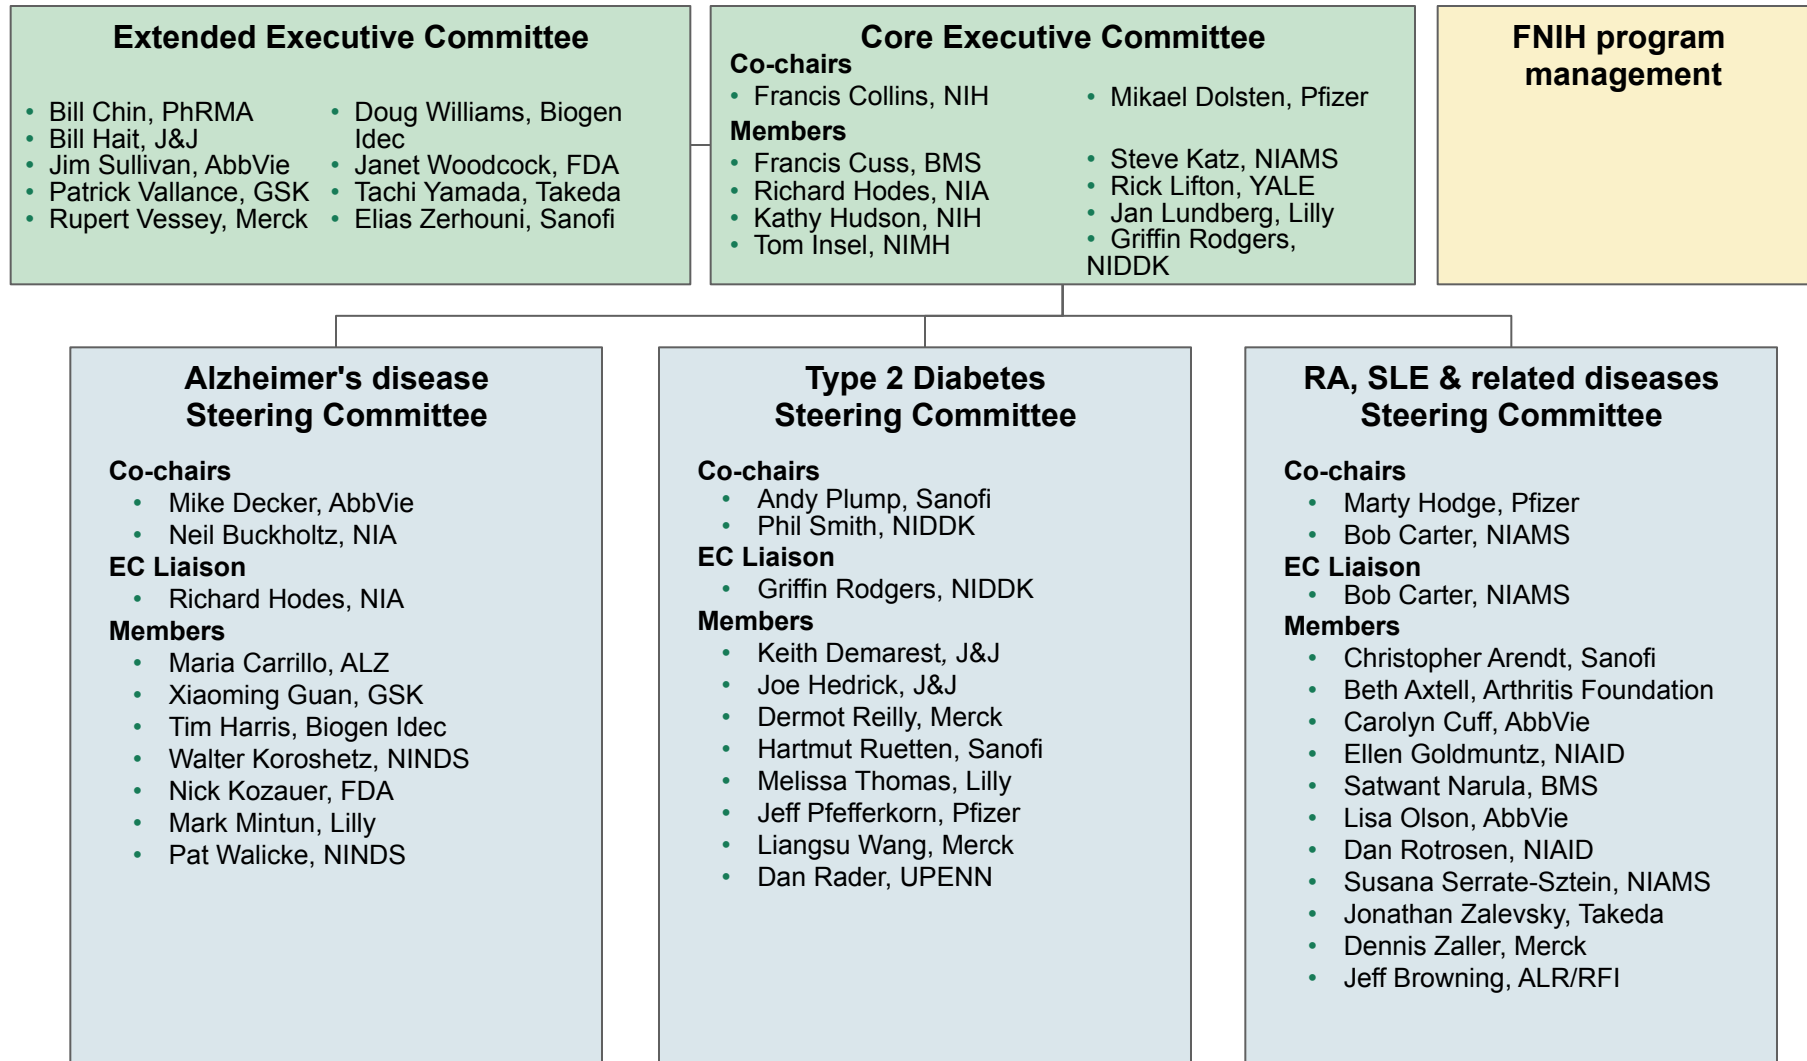 Extended Executive Committee
• Bill Chin, PhRMA
• Bill Hait, J&J
• Jim Sullivan, AbbVie
• Patrick Vallance, GSK
• Rupert Vessey, Merck
• Doug Williams, Biogen
Idec
• Janet Woodcock, FDA
• Tachi Yamada, Takeda
• Elias Zerhouni, Sanofi
Core Executive Committee
Co-chairs
• Francis Collins, NIH
• Mikael Dolsten, Pfizer
Members
• Francis Cuss, BMS
• Richard Hodes, NIA
• Kathy Hudson, NIH
• Tom Insel, NIMH
• Steve Katz, NIAMS
• Rick Lifton, YALE
• Jan Lundberg, Lilly
• Griffin Rodgers,
NIDDK
FNIH program
management
Alzheimer's disease
Steering Committee
Co-chairs
• Mike Decker, AbbVie
• Neil Buckholtz, NIA
EC Liaison
• Richard Hodes, NIA
Members
• Maria Carrillo, ALZ
• Xiaoming Guan, GSK
• Tim Harris, Biogen Idec
• Walter Koroshetz, NINDS
• Nick Kozauer, FDA
• Mark Mintun, Lilly
• Pat Walicke, NINDS
Type 2 Diabetes
Steering Committee
Co-chairs
• Andy Plump, Sanofi
• Phil Smith, NIDDK
EC Liaison
• Griffin Rodgers, NIDDK
Members
• Keith Demarest, J&J
• Joe Hedrick, J&J
• Dermot Reilly, Merck
• Hartmut Ruetten, Sanofi
• Melissa Thomas, Lilly
• Jeff Pfefferkorn, Pfizer
• Liangsu Wang, Merck
• Dan Rader, UPENN
RA, SLE & related diseases
Steering Committee
Co-chairs
• Marty Hodge, Pfizer
• Bob Carter, NIAMS
EC Liaison
• Bob Carter, NIAMS
Members
• Christopher Arendt, Sanofi
• Beth Axtell, Arthritis Foundation
• Carolyn Cuff, AbbVie
• Ellen Goldmuntz, NIAID
• Satwant Narula, BMS
• Lisa Olson, AbbVie
• Dan Rotrosen, NIAID
• Susana Serrate-Sztein, NIAMS
• Jonathan Zalevsky, Takeda
• Dennis Zaller, Merck
• Jeff Browning, ALR/RFI